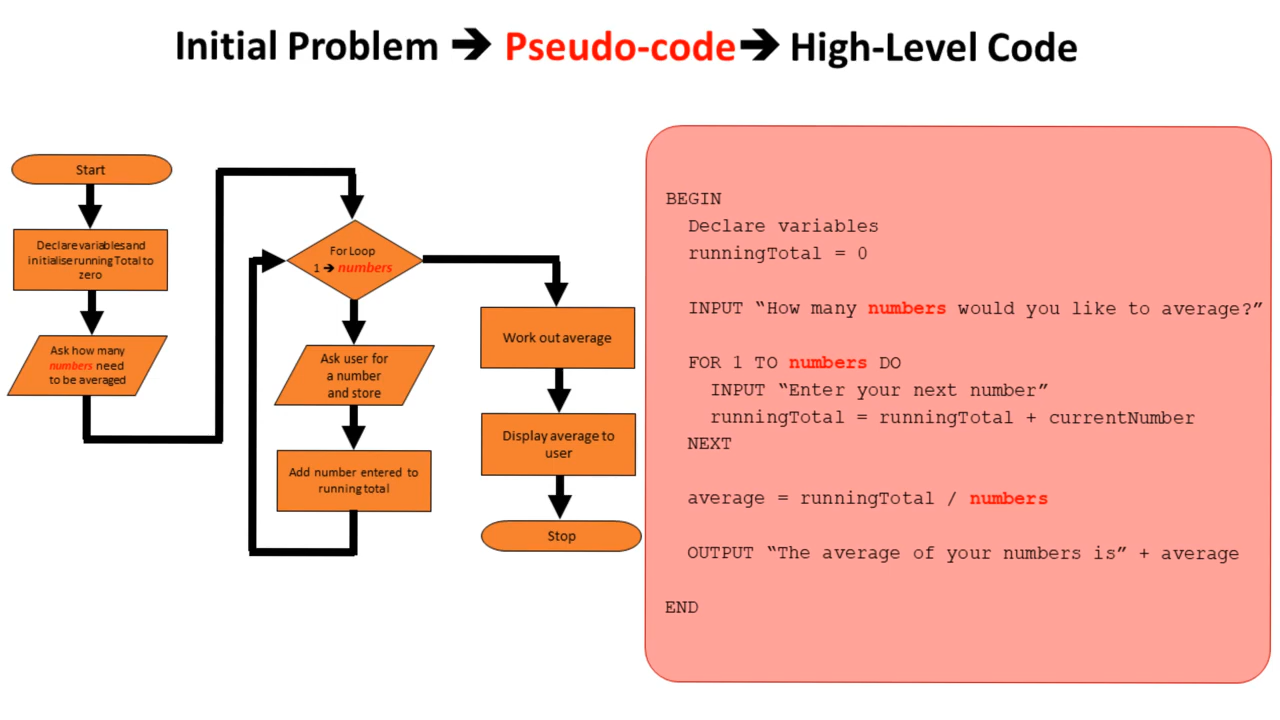 Initial Problem ➔ Pseudo-code➔ High-Level Code
Start
Declare variables and
initialise running Total to
zero
Ask how many
numbers need
to be averaged
For Loop
1 ➔ numbers
Ask user for
a number
and store
Add number entered to
running total
Work out average
Display average to
user
Stop
BEGIN
Declare variables
runningTotal = 0
INPUT “How many numbers would you like to average?”
FOR 1 TO numbers DO
INPUT “Enter your next number”
runningTotal = runningTotal + currentNumber
NEXT
average = runningTotal / numbers
OUTPUT “The average of your numbers is” + average
END